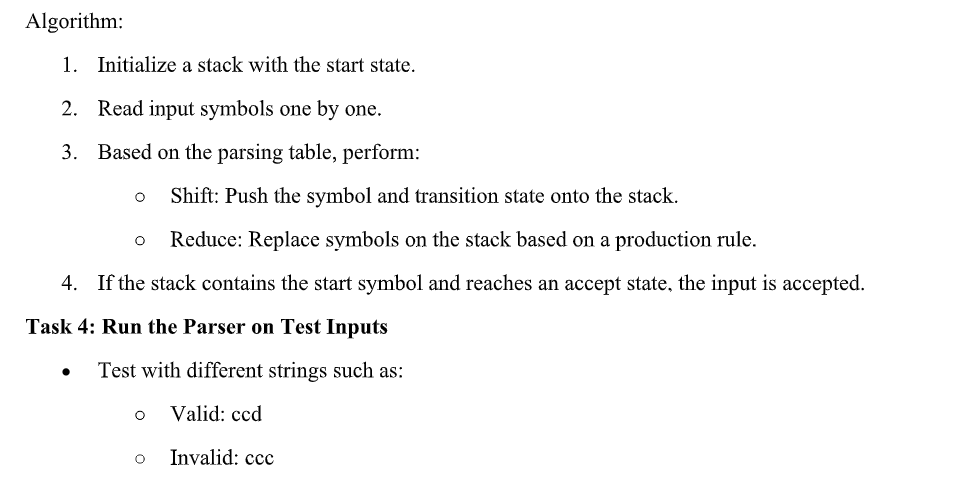 Algorithm:
1. Initialize a stack with the start state.
2. Read input symbols one by one.
3. Based on the parsing table, perform:
o Shift: Push the symbol and transition state onto the stack.
o Reduce: Replace symbols on the stack based on a production rule.
4. If the stack contains the start symbol and reaches an accept state, the input is accepted.
Task 4: Run the Parser on Test Inputs
• Test with different strings such as:
o Valid: ccd
o Invalid: ccc